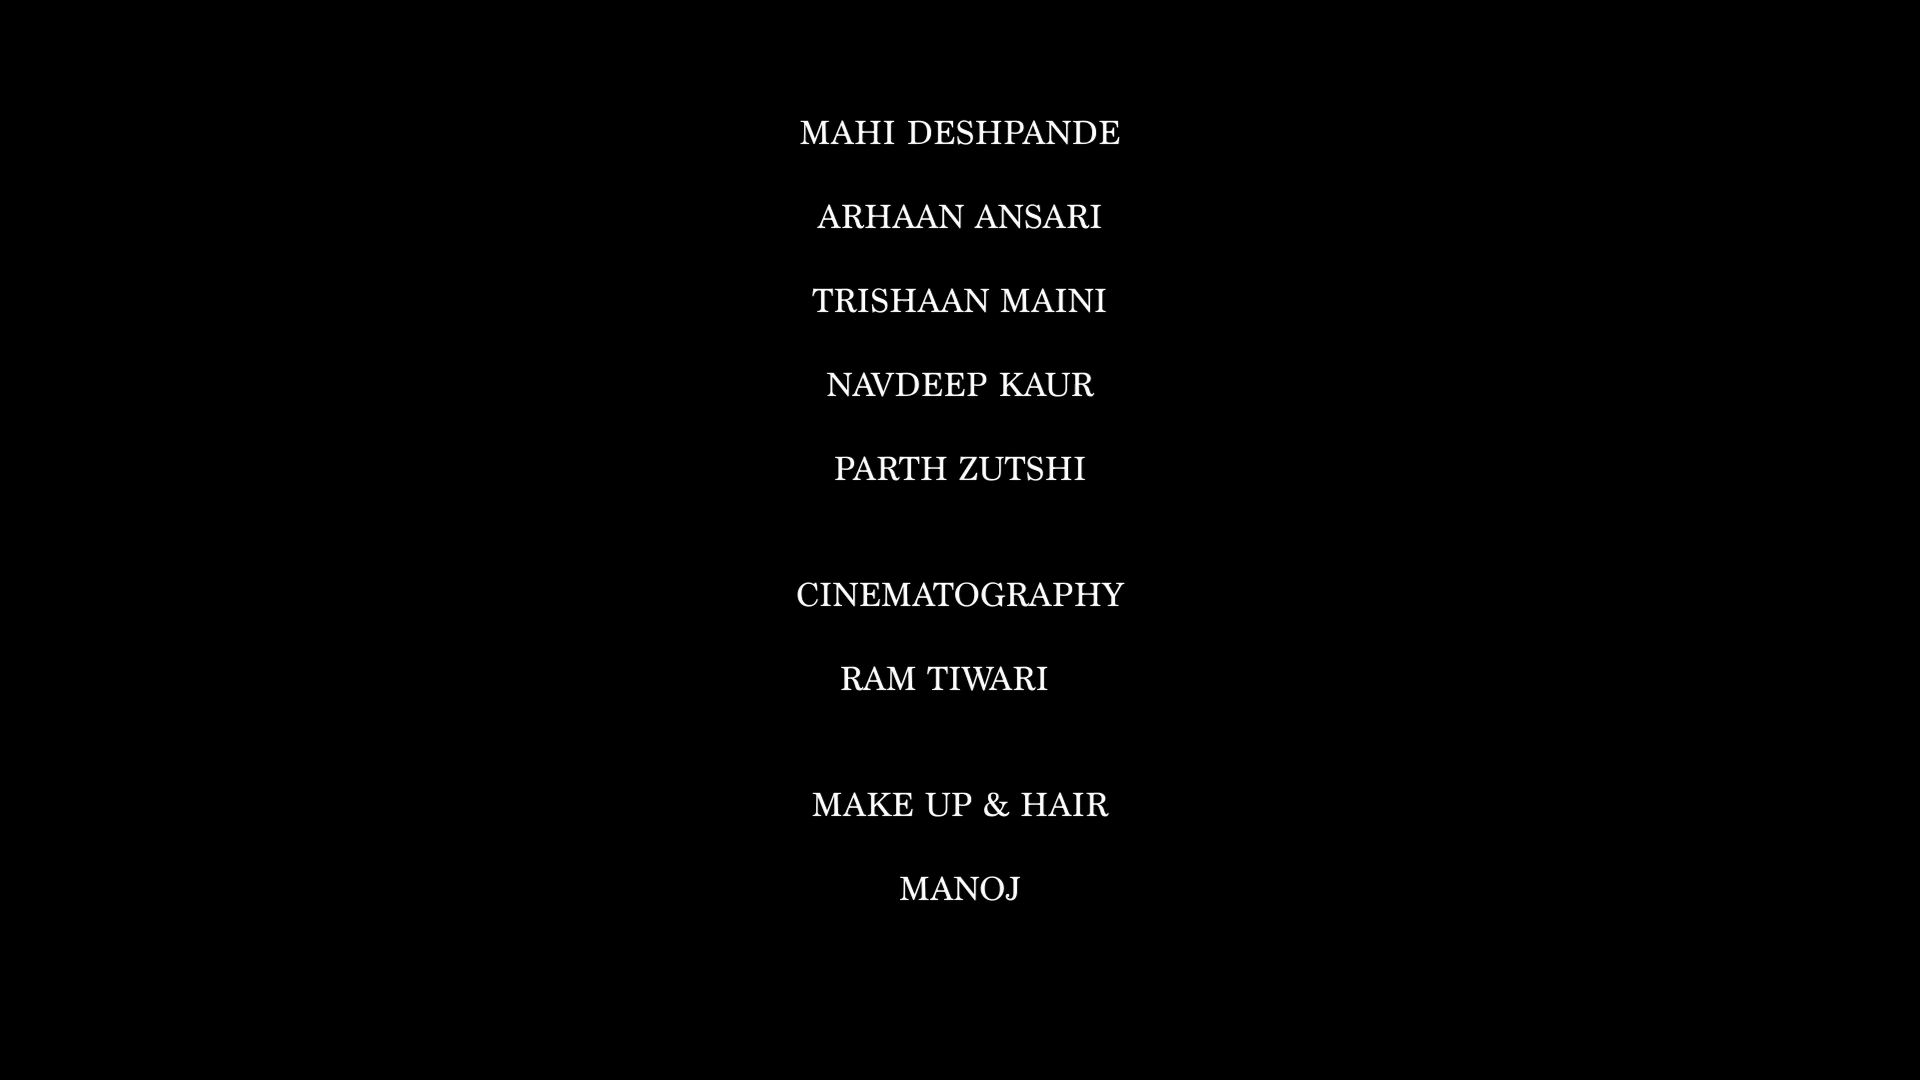 MAHI DESHPANDE
ARHAAN ANSARI
TRISHAAN MAINI
NAVDEEP KAUR
PARTH ZUTSHI
CINEMATOGRAPHY
RAM TIWARI
MAKE UP & HAIR
MANOJ